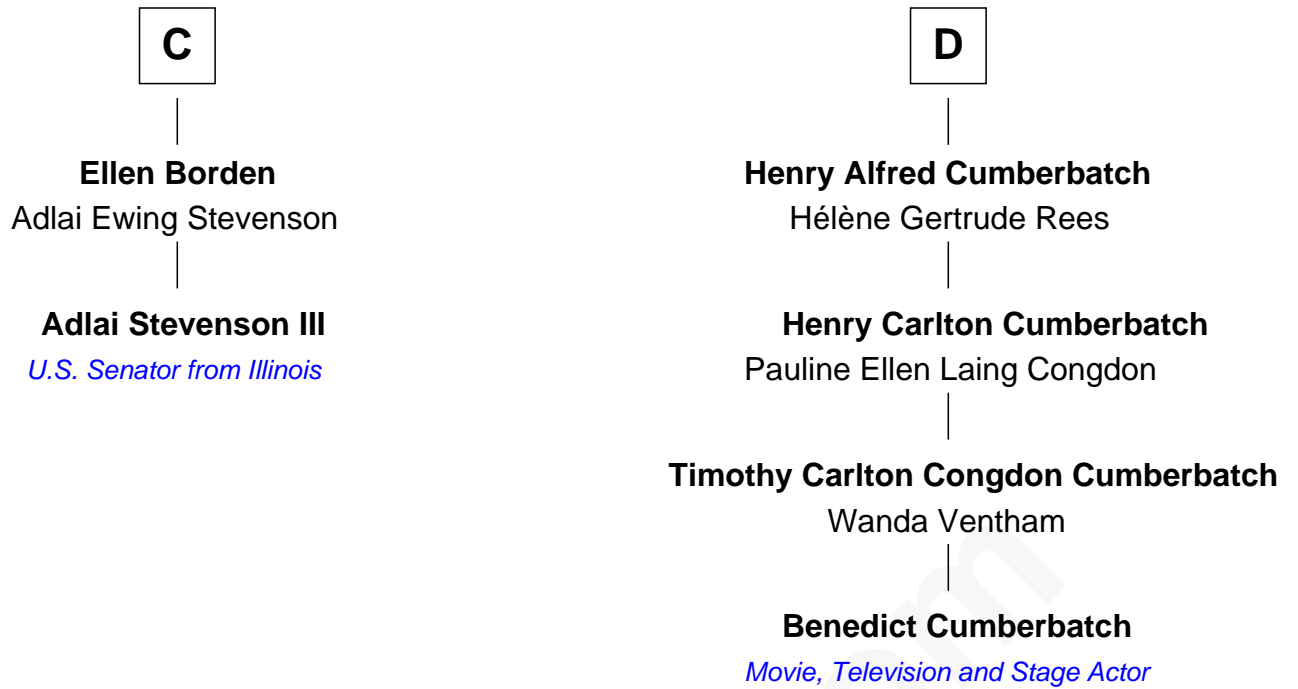 C
Ellen Borden
Adlai Ewing Stevenson
Adlai Stevenson III
U.S. Senator from Illinois
D
Henry Alfred Cumberbatch
Hélène Gertrude Rees
Henry Carlton Cumberbatch
Pauline Ellen Laing Congdon
Timothy Carlton Congdon Cumberbatch
Wanda Ventham
Benedict Cumberbatch
Movie, Television and Stage Actor